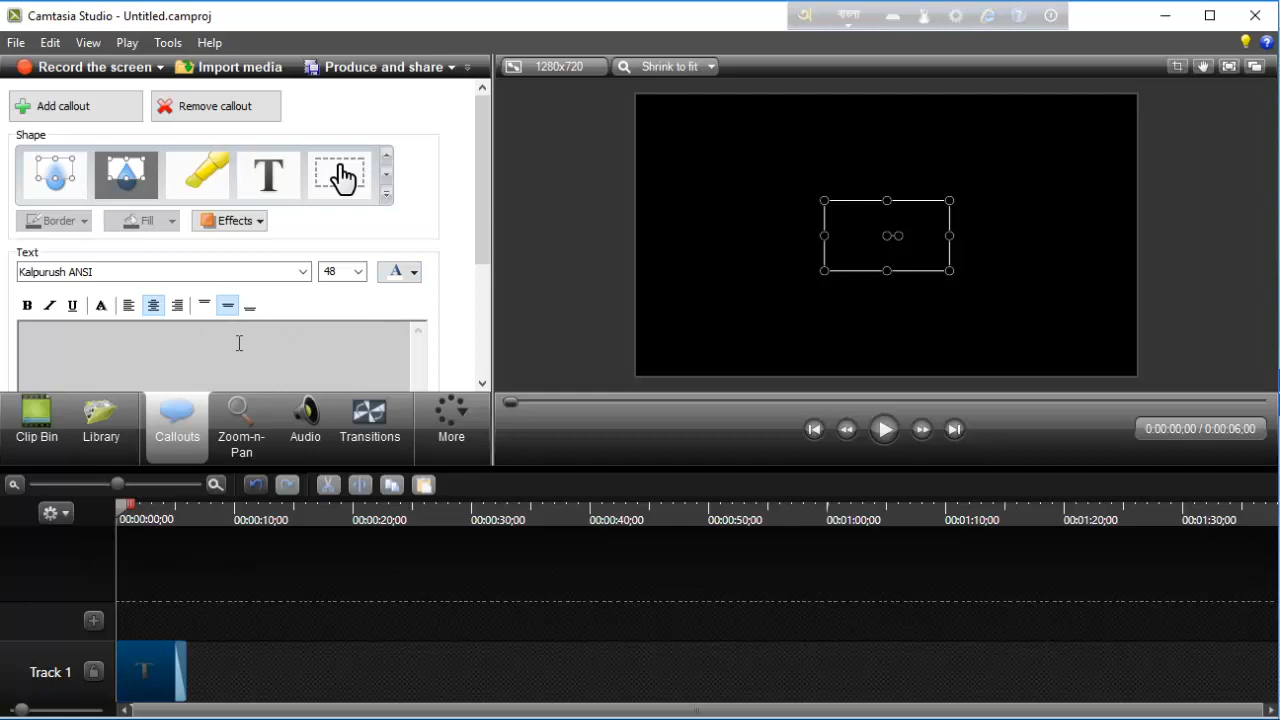 Camtasia Studio - Untitled.camproj
বাংলা
File Edit View Play Tools Help
Record the screen Import media Produce and share
1280x720 Shrink to fit
Add callout Remove callout
Shape
T
Border Fill Effects
Text
Kalpurush ANSI 48 A
B I U A
Clip Bin Library Callouts Zoom-n-Pan Audio Transitions More
0:00:00;00 / 0:00:06;00
00:00:00;00 00:00:10;00 00:00:20;00 00:00:30;00 00:00:40;00 00:00:50;00 00:01:00;00 00:01:10;00 00:01:20;00 00:01:30;00
Track 1 T